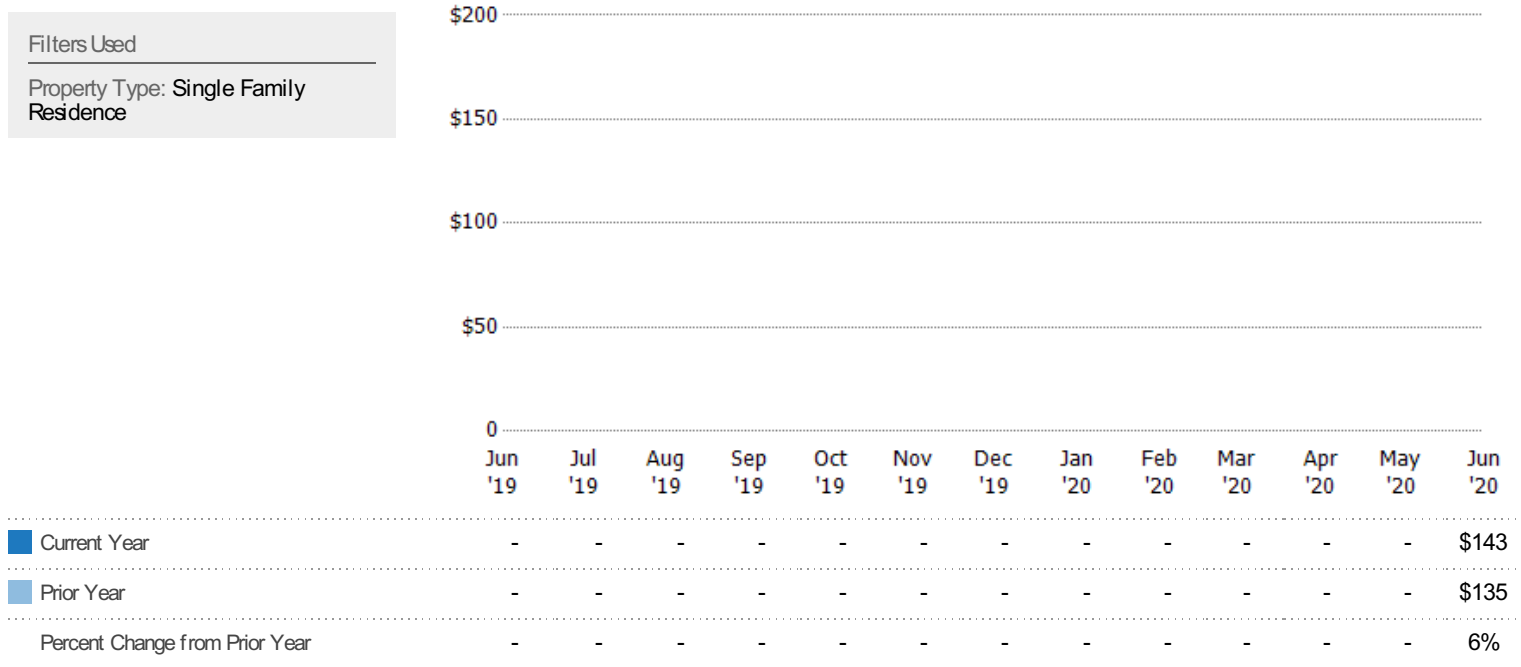 Filters Used
Property Type: Single Family
Residence
$200
$150
$100
$50
0
Jun Jul Aug Sep Oct Nov Dec Jan Feb Mar Apr May Jun
'19 '19 '19 '19 '19 '19 '19 '20 '20 '20 '20 '20 '20
Current Year - - - - - - - - - - - - $143
Prior Year - - - - - - - - - - - - $135
Percent Change from Prior Year - - - - - - - - - - - - 6%